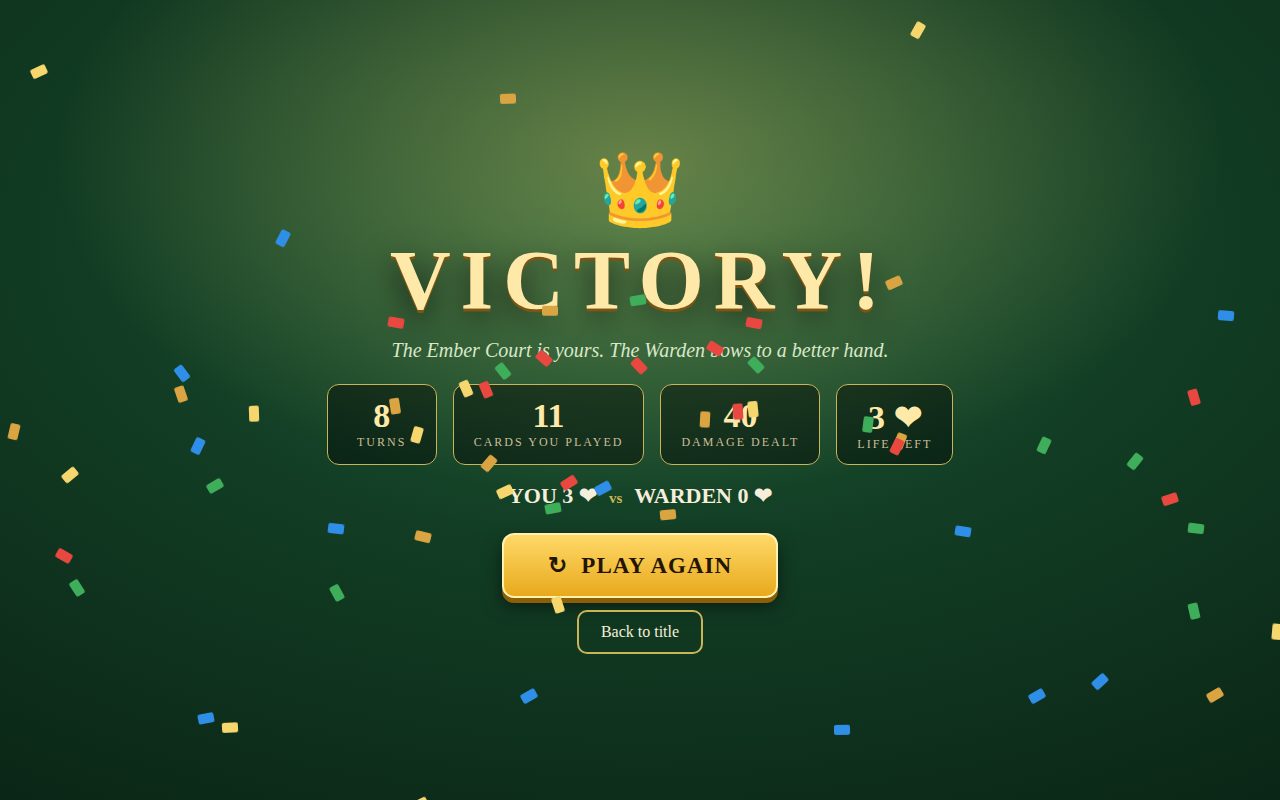 VICTORY!
The Ember Court is yours. The Warden bows to a better hand.
8
TURNS
11
CARDS YOU PLAYED
40
DAMAGE DEALT
3 ❤
LIFE LEFT
YOU 3 ❤ vs WARDEN 0 ❤
↻ PLAY AGAIN
Back to title